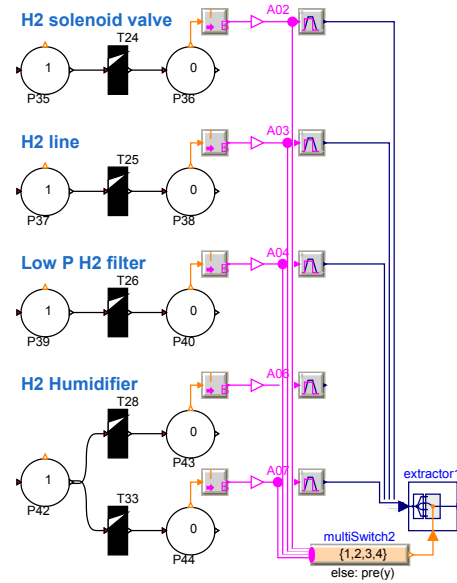 H2 solenoid valve
A02
T24
1
0
B
P35
P36
H2 line
A03
T25
1
0
B
P37
P38
Low P H2 filter
A04
T26
1
0
B
P39
P40
H2 Humidifier
A06
T28
B
0
1
P43
A07
T33
P42
0
B
P44
extractor1
multiSwitch2
{1,2,3,4}
else: pre(y)